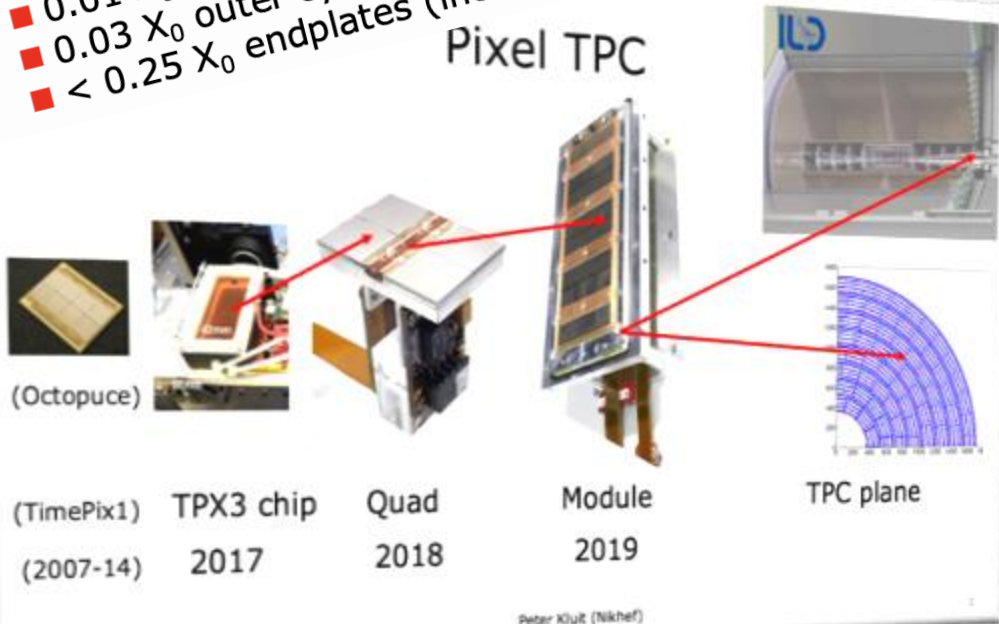 0.03 X₀ outer
< 0.25 X₀ endplates
Pixel TPC
ILD
(Octopuce)
(TimePix1) TPX3 chip Quad Module TPC plane
(2007-14) 2017 2018 2019
Peter Kluit (Nikhef)